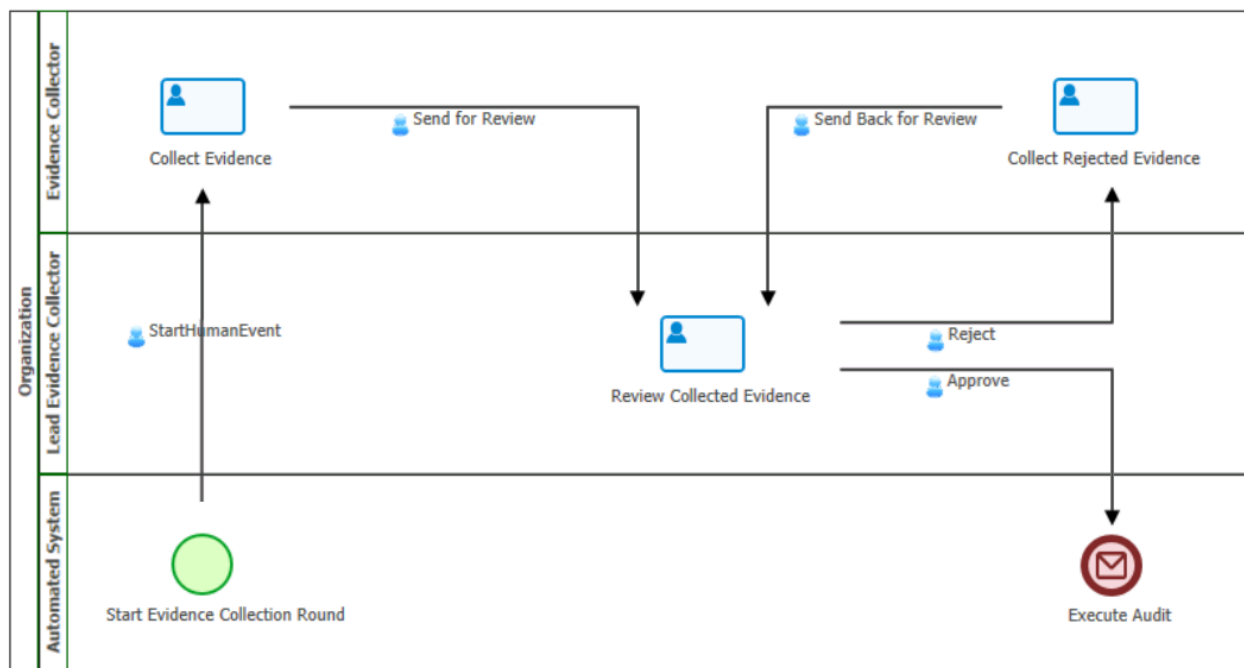 Organization
Evidence Collector
Lead Evidence Collector
Automated System
Collect Evidence
Send for Review
Send Back for Review
Collect Rejected Evidence
StartHumanEvent
Reject
Approve
Review Collected Evidence
Start Evidence Collection Round
Execute Audit